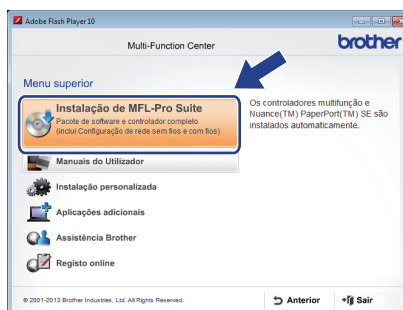 Adobe Flash Player 10
Multi-Function Center
brother
Menu superior
Instalação de MFL-Pro Suite
Pacote de software e controlador completo
(inclui Configuração de rede sem fios e com fios)
Os controladores multifunção e
Nuance(TM) PaperPort(TM) SE são
instalados automaticamente.
Manuais do Utilizador
Instalação personalizada
Aplicações adicionais
Assistência Brother
Registo online
© 2001-2013 Brother Industries, Ltd. All Rights Reserved.
Anterior
Sair